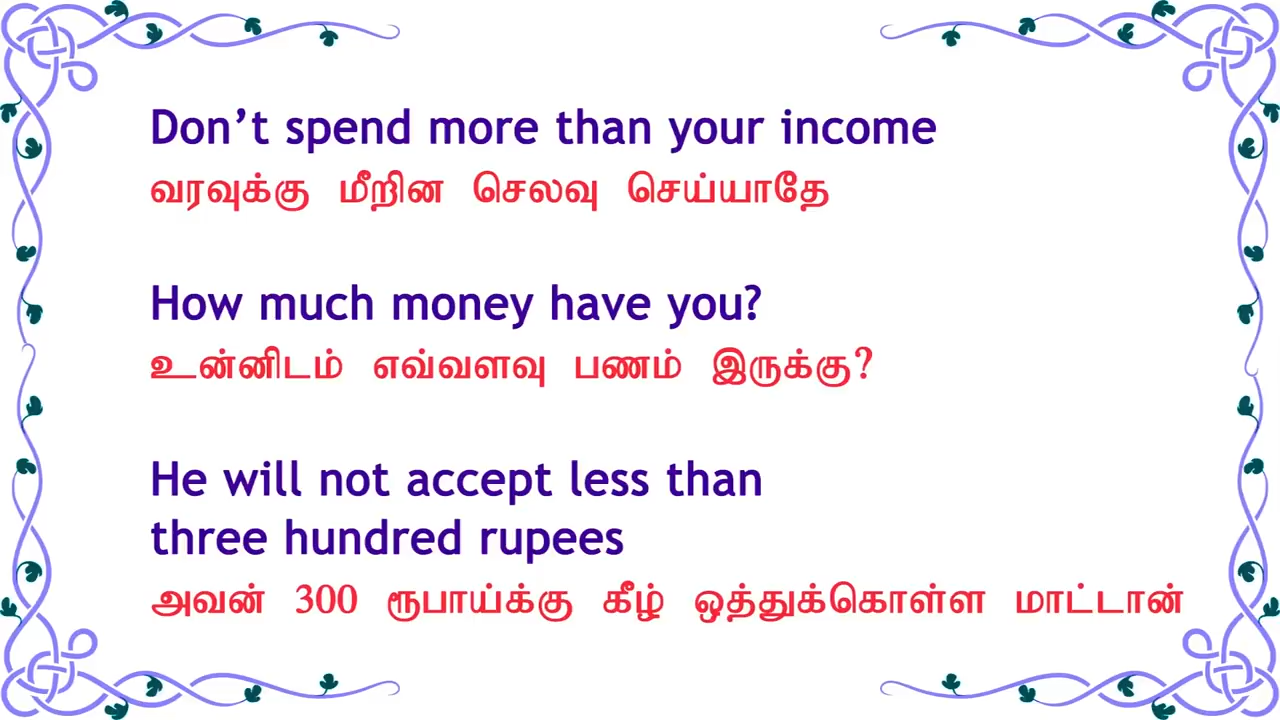 Don’t spend more than your income
வரவுக்கு மீறின செலவு செய்யாதே
How much money have you?
உன்னிடம் எவ்வளவு பணம் இருக்கு?
He will not accept less than
three hundred rupees
அவன் 300 ரூபாய்க்கு கீழ் ஒத்துக்கொள்ள மாட்டான்